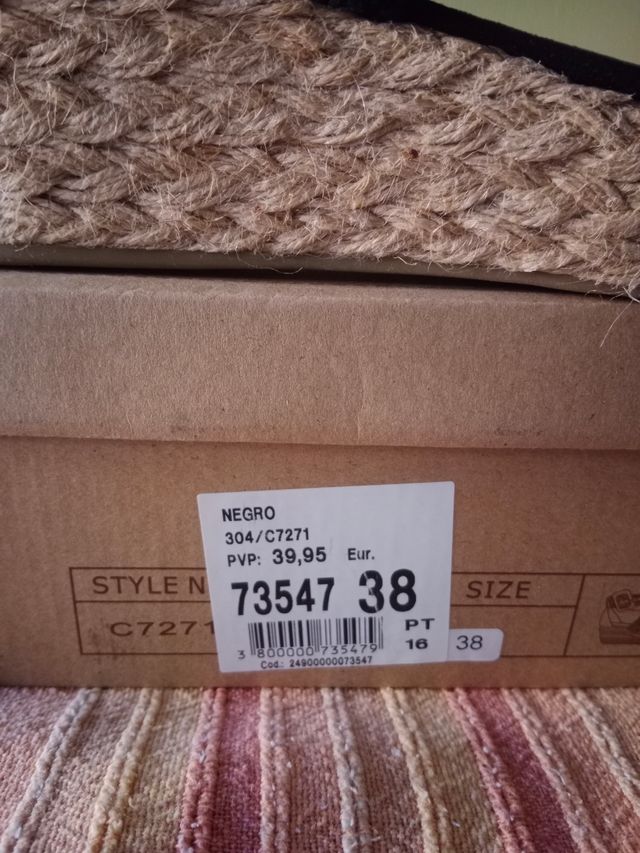 NEGRO
304/C7271
PVP: 39,95 Eur.
73547 38
3 800000 735479
PT
16
Cod.: 24900000073547
STYLE N
SIZE
C7271
38